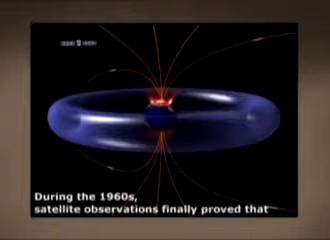 During the 1960s,
satellite observations finally proved that